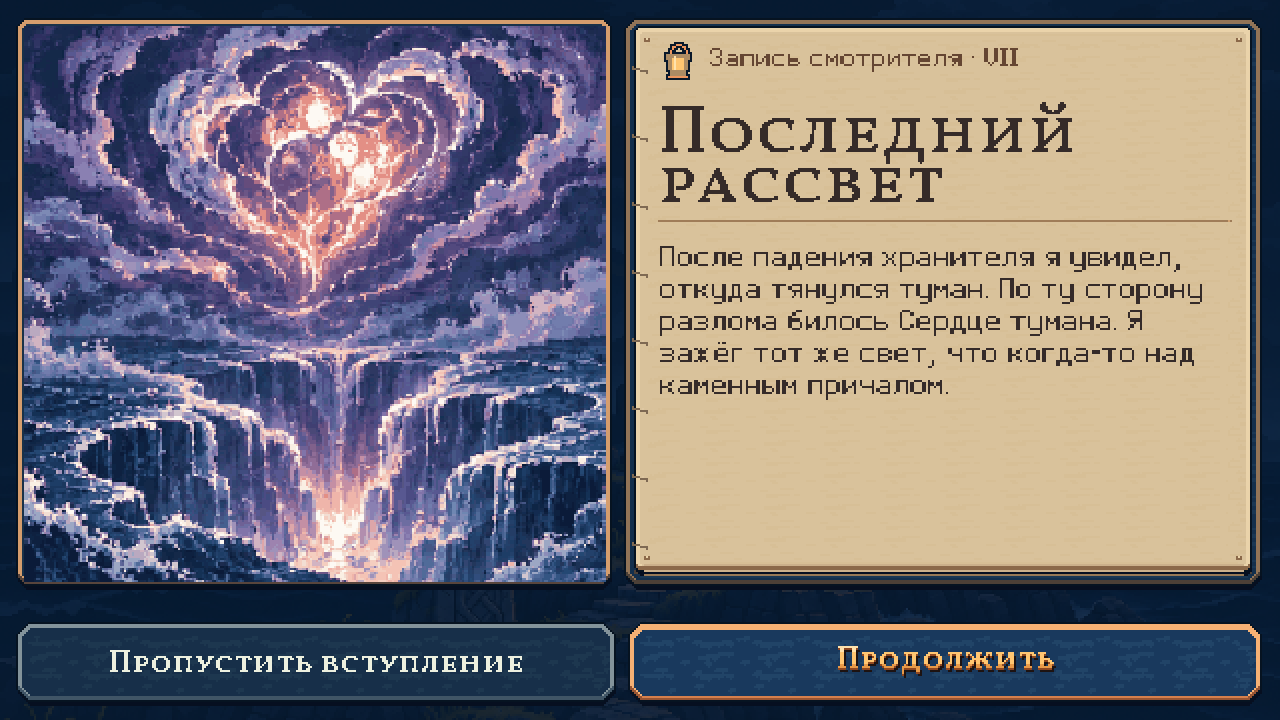 Запись смотрителя · VII
Последний
рассвет
После падения хранителя я увидел,
откуда тянулся туман. По ту сторону
разлома билось Сердце тумана. Я
зажёг тот же свет, что когда-то над
каменным причалом.
Пропустить вступление
Продолжить